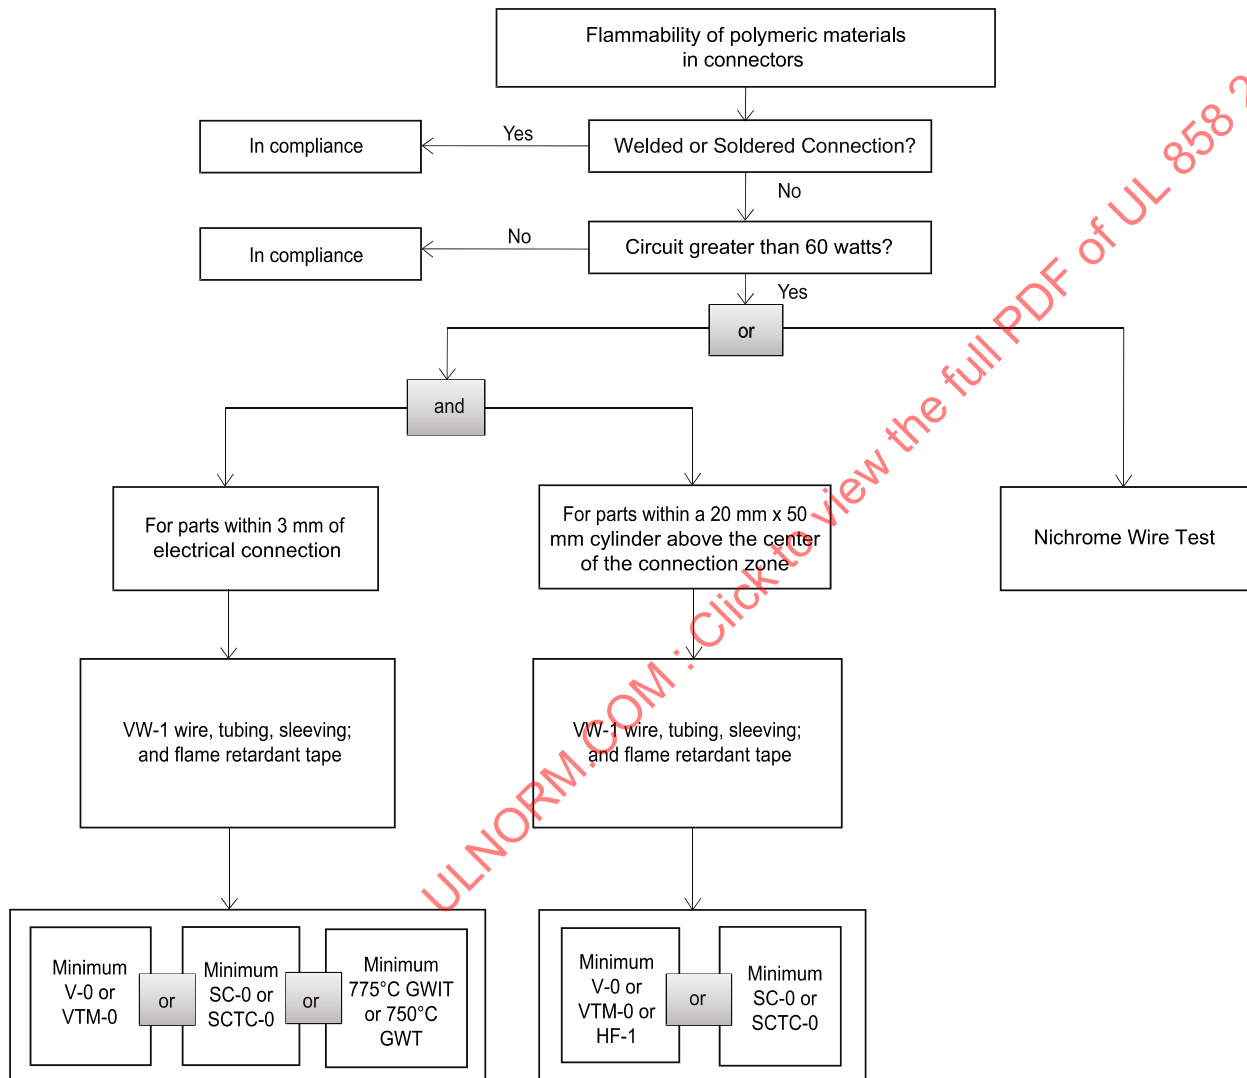 Flammability of polymeric materials
in connectors
In compliance
Yes
Welded or Soldered Connection?
No
In compliance
No
Circuit greater than 60 watts?
Yes
or
and
For parts within 3 mm of
electrical connection
For parts within a 20 mm x 50
mm cylinder above the center
of the connection zone
Nichrome Wire Test
VW-1 wire, tubing, sleeving;
and flame retardant tape
VW-1 wire, tubing, sleeving;
and flame retardant tape
Minimum
V-0 or
VTM-0
or
Minimum
SC-0 or
SCTC-0
or
Minimum
775°C GWIT
or 750°C
GWT
Minimum
V-0 or
VTM-0 or
HF-1
or
Minimum
SC-0 or
SCTC-0
ULNORM.COM : Click to view the full PDF of UL 858 2